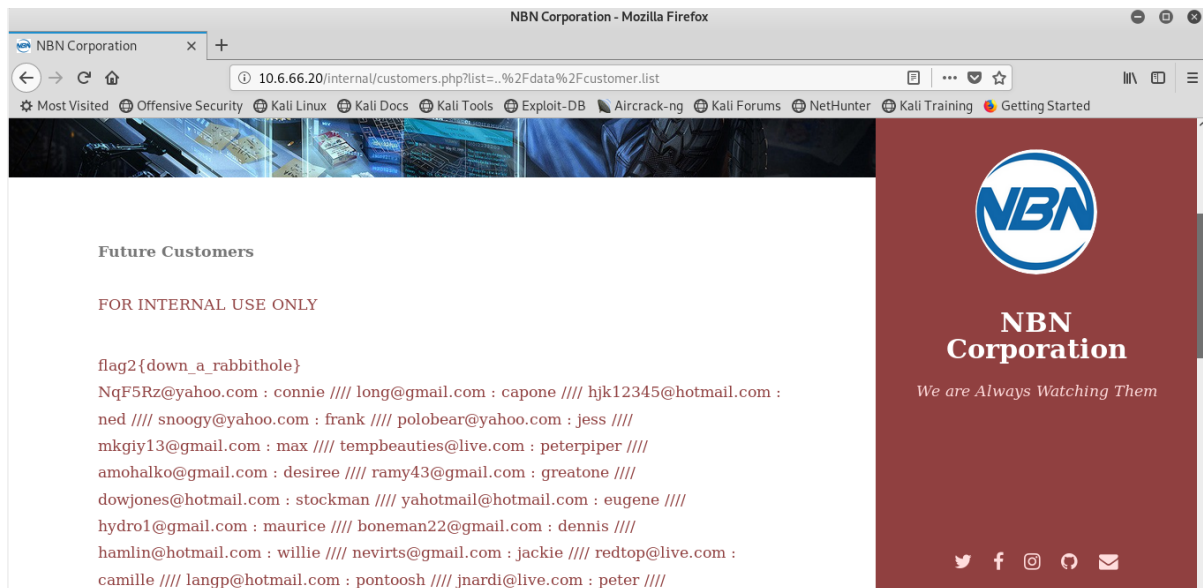 NBN Corporation - Mozilla Firefox
NBN Corporation
10.6.66.20/internal/customers.php?list=..%2Fdata%2Fcustomer.list
Most Visited Offensive Security Kali Linux Kali Docs Kali Tools Exploit-DB Aircrack-ng Kali Forums NetHunter Kali Training Getting Started
Future Customers
FOR INTERNAL USE ONLY
flag2{down_a_rabbithole}
NqF5Rz@yahoo.com : connie //// long@gmail.com : capone //// hjk12345@hotmail.com :
ned //// snoogy@yahoo.com : frank //// polobear@yahoo.com : jess ////
mkgiy13@gmail.com : max //// tempbeauties@live.com : peterpiper ////
amohalko@gmail.com : desiree //// ramy43@gmail.com : greatone ////
dowjones@hotmail.com : stockman //// yahotmail@hotmail.com : eugene ////
hydro1@gmail.com : maurice //// boneman22@gmail.com : dennis ////
hamlin@hotmail.com : willie //// nevirts@gmail.com : jackie //// redtop@live.com :
camille //// langp@hotmail.com : pontoosh //// jnardi@live.com : peter ////
NBN
NBN
Corporation
We are Always Watching Them